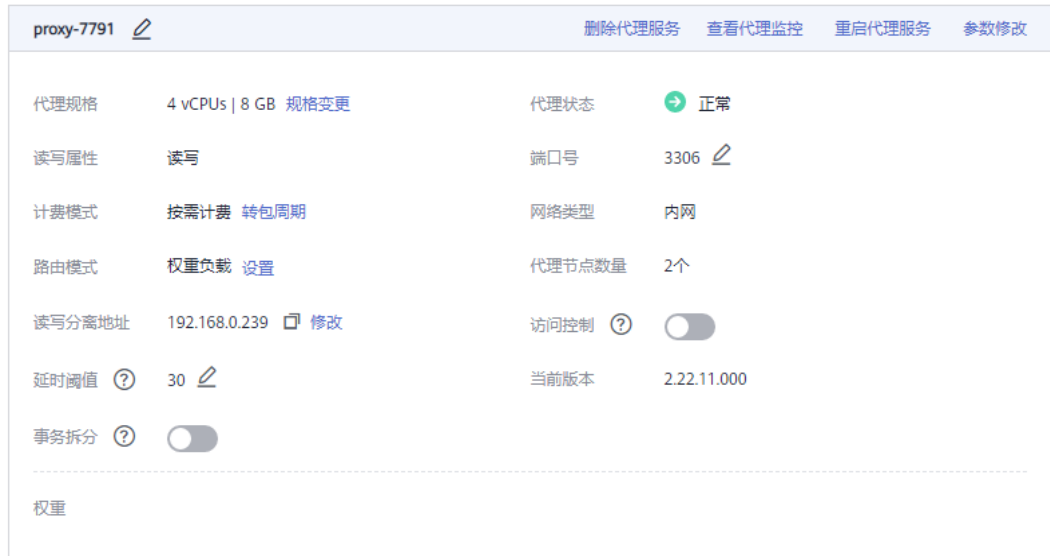 proxy-7791 删除代理服务 查看代理监控 重启代理服务 参数修改
代理规格 4 vCPUs | 8 GB 规格变更 代理状态 正常
读写属性 读写 端口号 3306
计费模式 按需计费 转包周期 网络类型 内网
路由模式 权重负载 设置 代理节点数量 2个
读写分离地址 192.168.0.239 修改 访问控制 ?
延时阈值 ? 30 当前版本 2.22.11.000
事务拆分 ?
权重